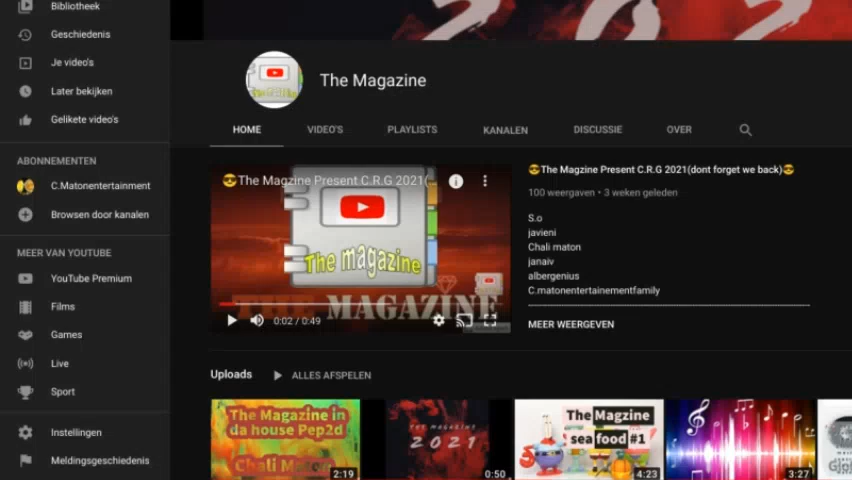 Bibliotheek
Geschiedenis
Je video's
Later bekijken
Gelikete video's
ABONNEMENTEN
C.Matonentertainment
Browsen door kanalen
MEER VAN YOUTUBE
YouTube Premium
Films
Games
Live
Sport
Instellingen
Meldingsgeschiedenis
202
The Magazine
HOME VIDEO'S PLAYLISTS KANALEN DISCUSSIE OVER
😎The Magzine Present C.R.G 2021(...
The magazine
THE MAGAZINE
0:02 / 0:49
😎The Magzine Present C.R.G 2021(dont forget we back)😎
100 weergaven • 3 weken geleden
S.o
javieni
Chali maton
janaiv
albergenius
C.matonentertainementfamily
MEER WEERGEVEN
Uploads ALLES AFSPELEN
The Magazine in
da house Pep2d
Chali Maton
2:19
THE MAGAZINE
2021
0:50
The Magzine
sea food #1
4:23
3:27